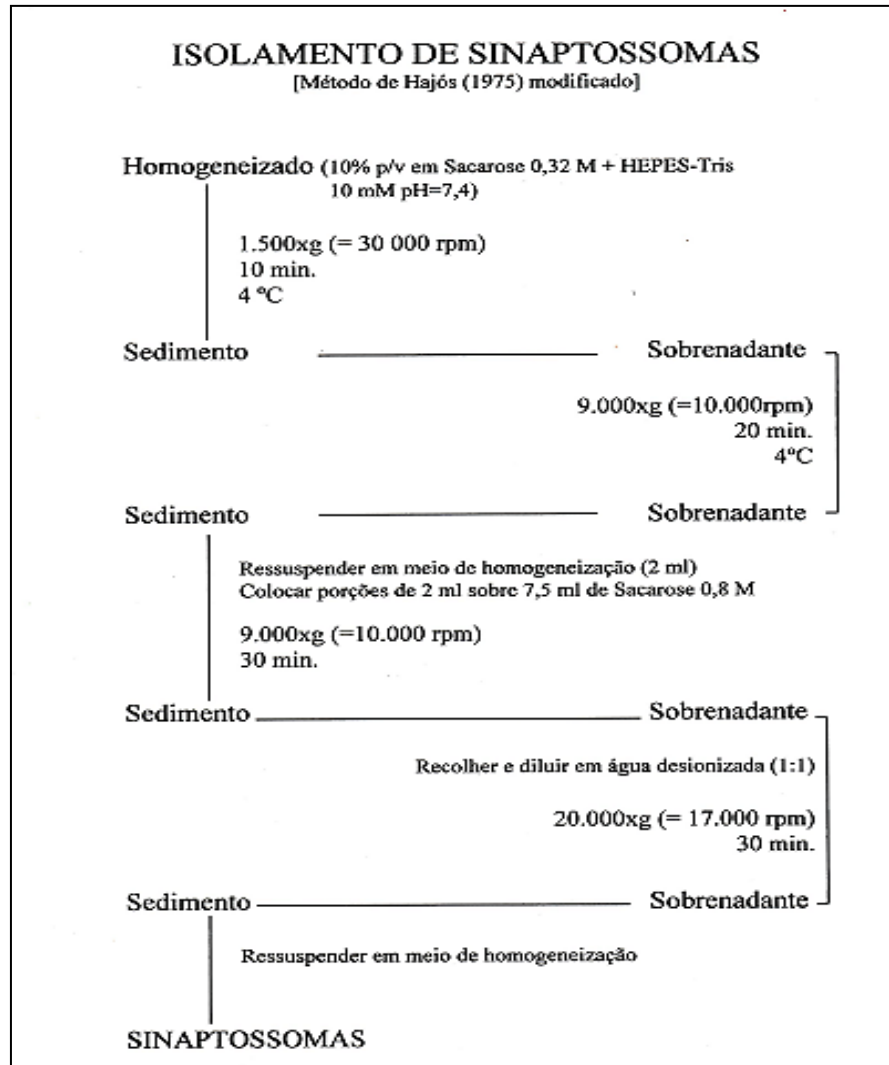 ISOLAMENTO DE SINAPTOSSOMAS
[Método de Hajós (1975) modificado]
Homogeneizado (10% p/v em Sacarose 0,32 M + HEPES-Tris
10 mM pH=7,4)
1.500xg (= 30 000 rpm)
10 min.
4 ºC
Sedimento Sobrenadante
9.000xg (=10.000rpm)
20 min.
4ºC
Sedimento Sobrenadante
Ressuspender em meio de homogeneização (2 ml)
Colocar porções de 2 ml sobre 7,5 ml de Sacarose 0,8 M
9.000xg (=10.000 rpm)
30 min.
Sedimento Sobrenadante
Recolher e diluir em água desionizada (1:1)
20.000xg (= 17.000 rpm)
30 min.
Sedimento Sobrenadante
Ressuspender em meio de homogeneização
SINAPTOSSOMAS